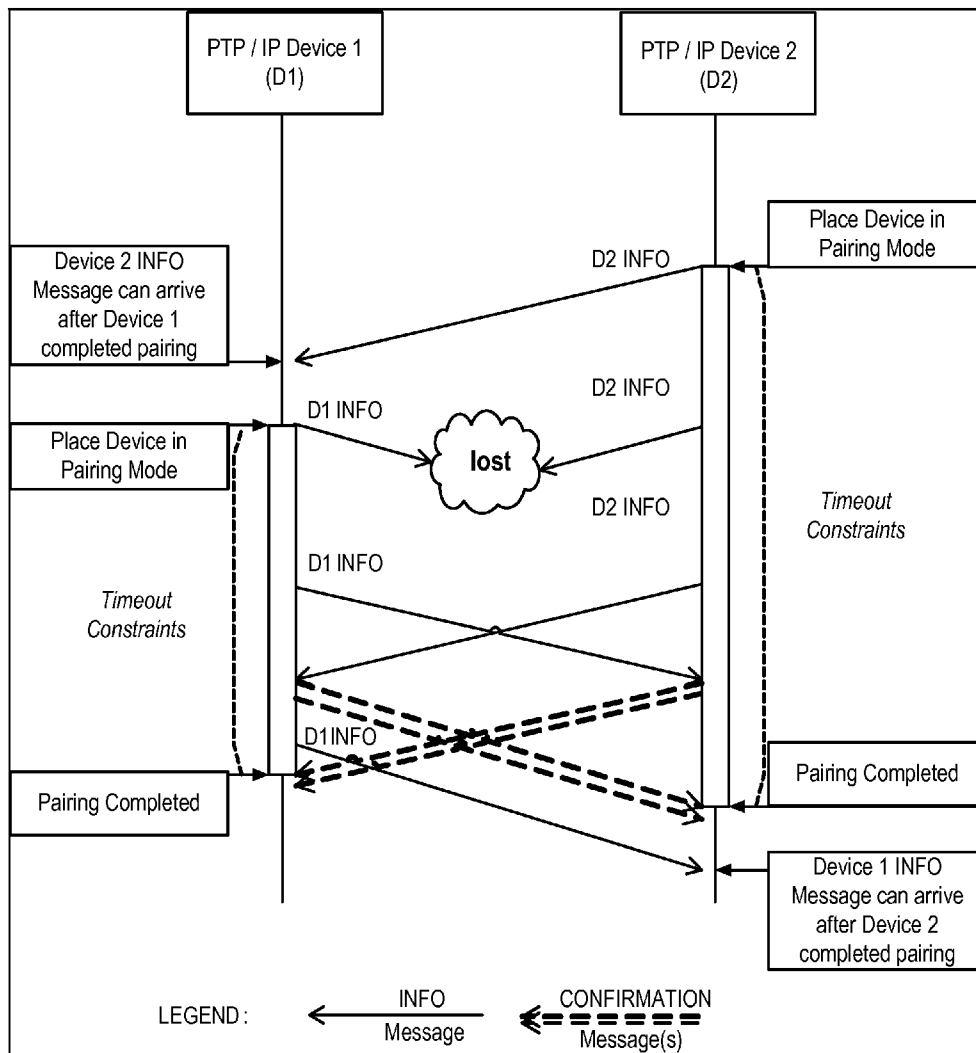 PTP / IP Device 1
(D1)
PTP / IP Device 2
(D2)
Place Device in
Pairing Mode
Device 2 INFO
Message can arrive
after Device 1
completed pairing
D2 INFO
D2 INFO
D1 INFO
lost
Place Device in
Pairing Mode
D2 INFO
Timeout
Constraints
D1 INFO
Timeout
Constraints
D1 INFO
Pairing Completed
Pairing Completed
Device 1 INFO
Message can arrive
after Device 2
completed pairing
LEGEND :
INFO
Message
CONFIRMATION
Message(s)